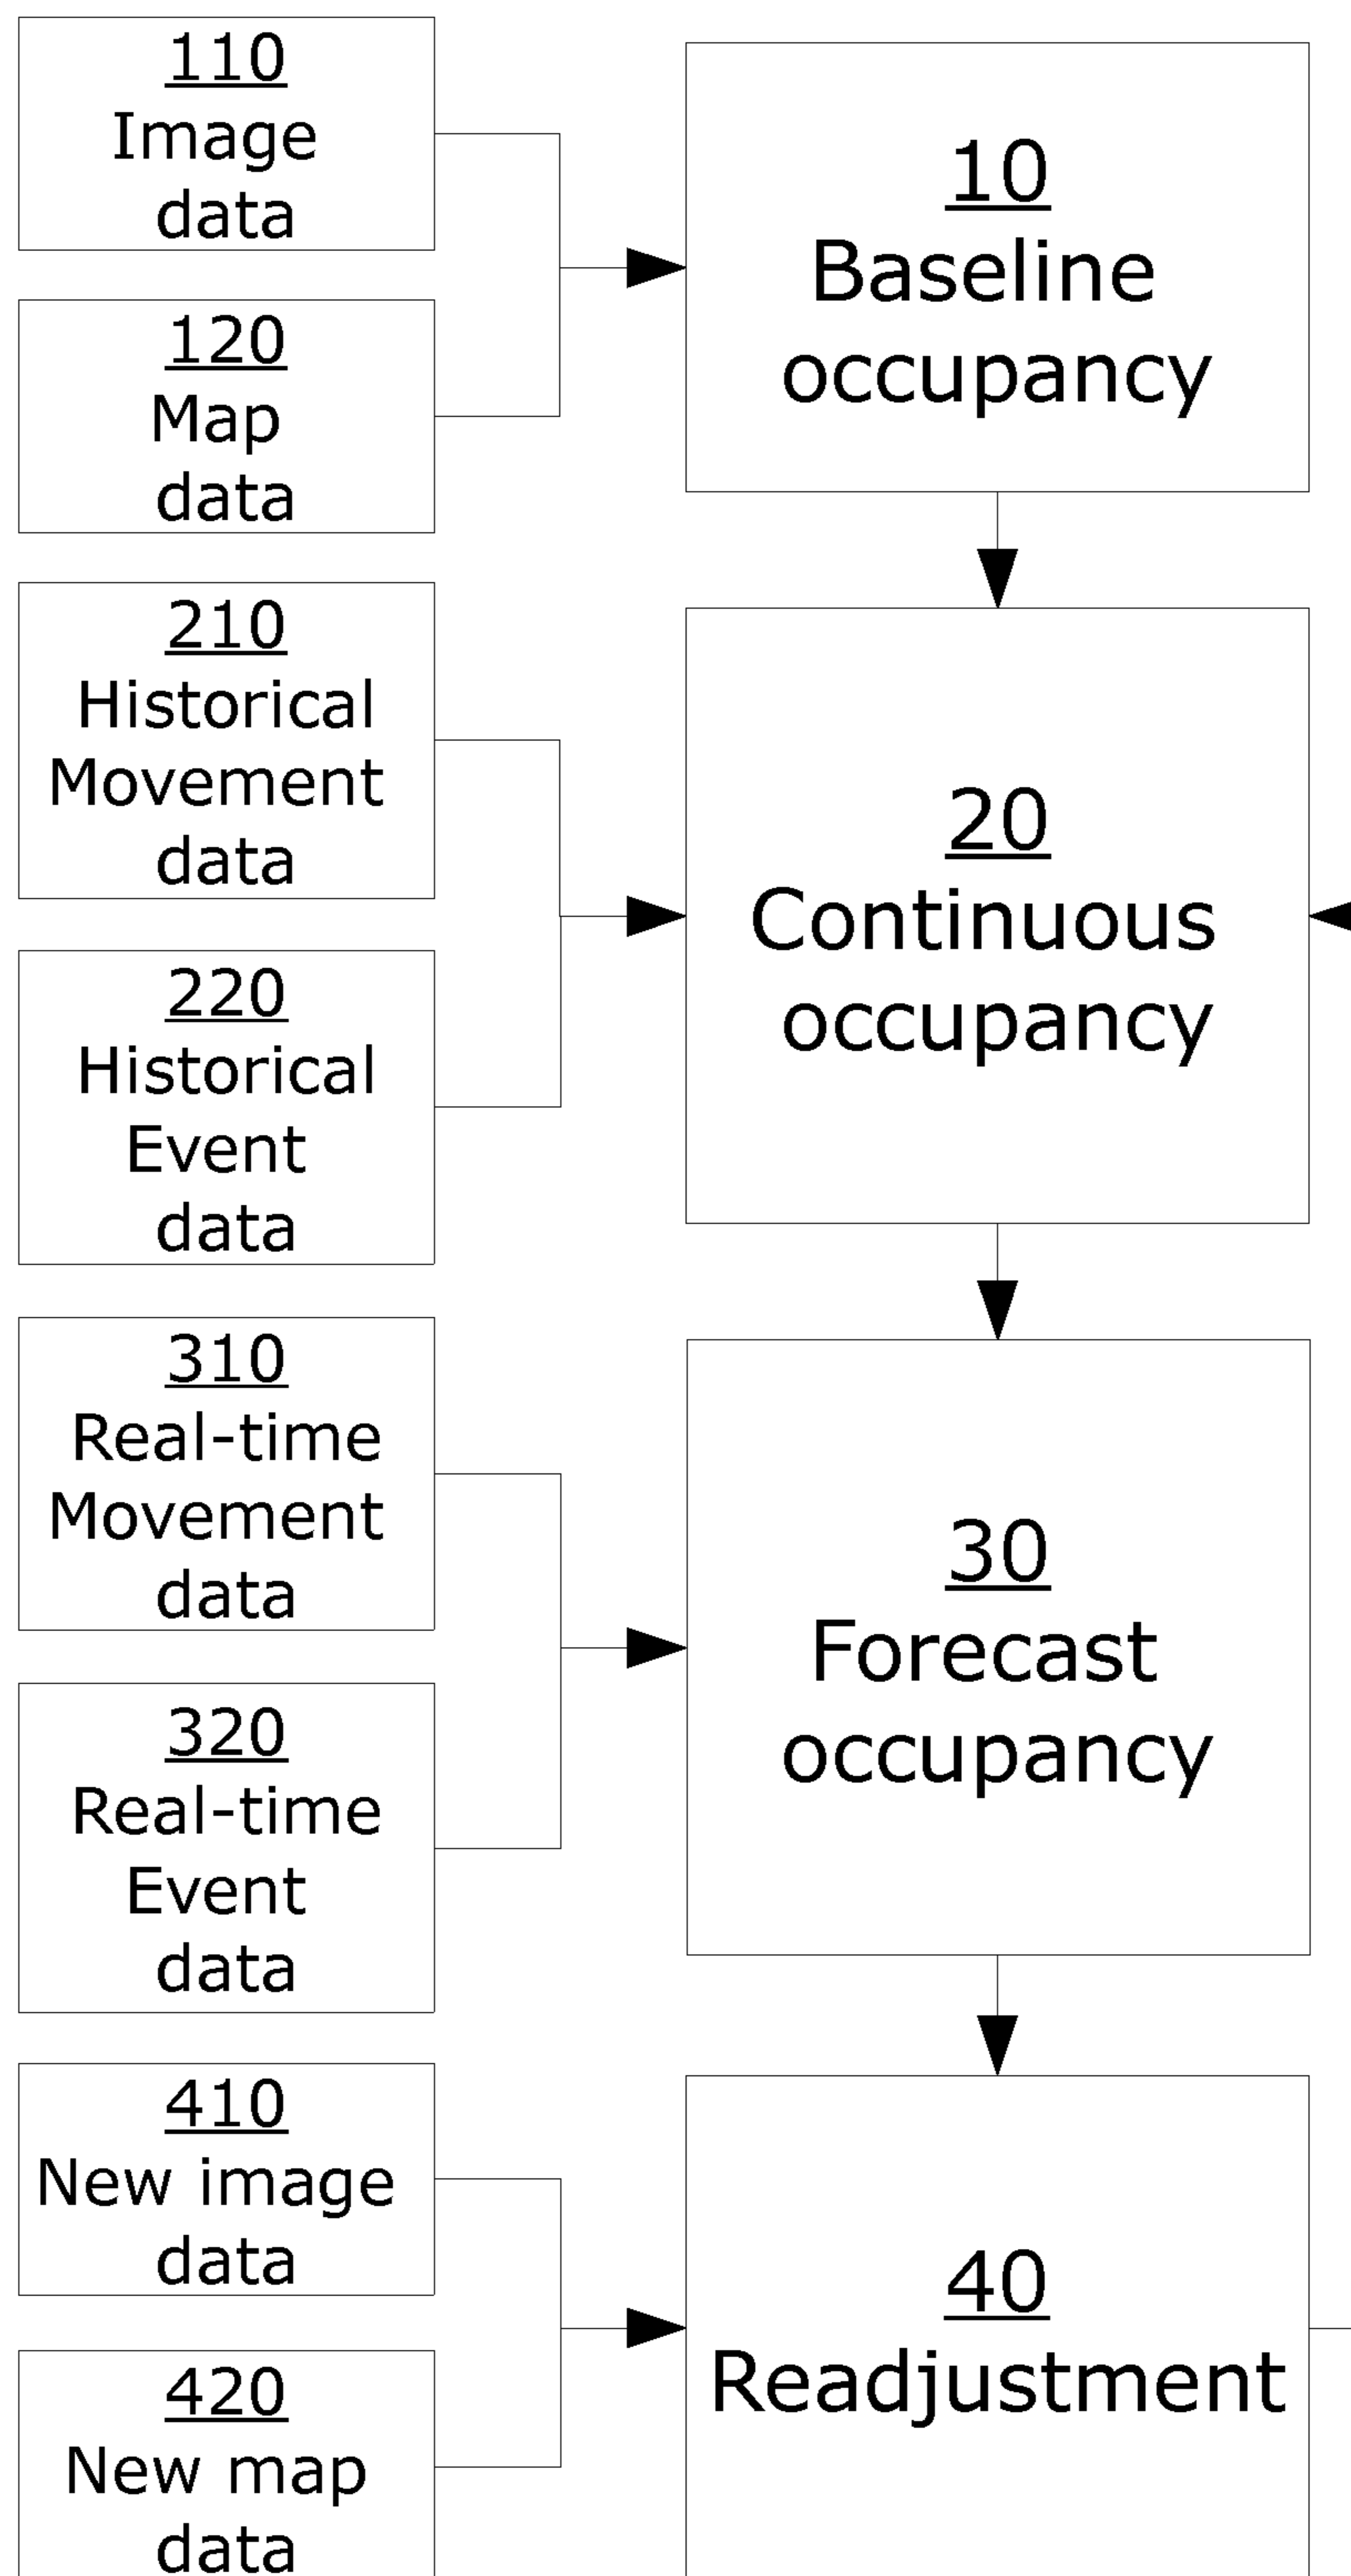 110
Image
data
120
Map
data
10
Baseline
occupancy
210
Historical
Movement
data
220
Historical
Event
data
20
Continuous
occupancy
310
Real-time
Movement
data
320
Real-time
Event
data
30
Forecast
occupancy
410
New image
data
420
New map
data
40
Readjustment